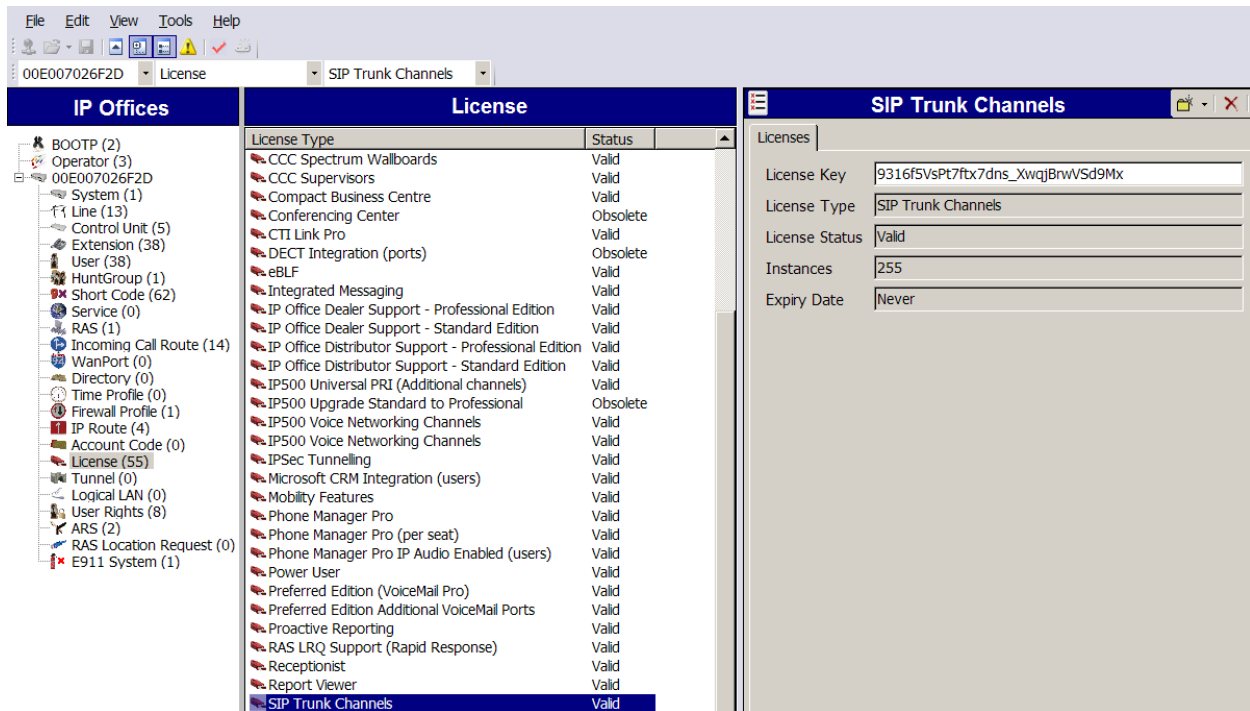 File Edit View Tools Help
00E007026F2D License SIP Trunk Channels
IP Offices
BOOTP (2)
Operator (3)
00E007026F2D
System (1)
Line (13)
Control Unit (5)
Extension (38)
User (38)
HuntGroup (1)
Short Code (62)
Service (0)
RAS (1)
Incoming Call Route (14)
WanPort (0)
Directory (0)
Time Profile (0)
Firewall Profile (1)
IP Route (4)
Account Code (0)
License (55)
Tunnel (0)
Logical LAN (0)
User Rights (8)
ARS (2)
RAS Location Request (0)
E911 System (1)
License
License Type Status
CCC Spectrum Wallboards Valid
CCC Supervisors Valid
Compact Business Centre Valid
Conferencing Center Obsolete
CTI Link Pro Valid
DECT Integration (ports) Obsolete
eBLF Valid
Integrated Messaging Valid
IP Office Dealer Support - Professional Edition Valid
IP Office Dealer Support - Standard Edition Valid
IP Office Distributor Support - Professional Edition Valid
IP Office Distributor Support - Standard Edition Valid
IP500 Universal PRI (Additional channels) Valid
IP500 Upgrade Standard to Professional Obsolete
IP500 Voice Networking Channels Valid
IP500 Voice Networking Channels Valid
IPSec Tunnelling Valid
Microsoft CRM Integration (users) Valid
Mobility Features Valid
Phone Manager Pro Valid
Phone Manager Pro (per seat) Valid
Phone Manager Pro IP Audio Enabled (users) Valid
Power User Valid
Preferred Edition (VoiceMail Pro) Valid
Preferred Edition Additional VoiceMail Ports Valid
Proactive Reporting Valid
RAS LRQ Support (Rapid Response) Valid
Receptionist Valid
Report Viewer Valid
SIP Trunk Channels Valid
SIP Trunk Channels
Licenses
License Key 9316f5VsPt7ftx7dns_XwqjBrwVSd9Mx
License Type SIP Trunk Channels
License Status Valid
Instances 255
Expiry Date Never